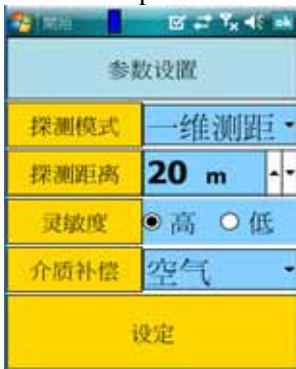 開始 ok
参数设置
探测模式 一维测距
探测距离 20 m
灵敏度 高 低
介质补偿 空气
设定